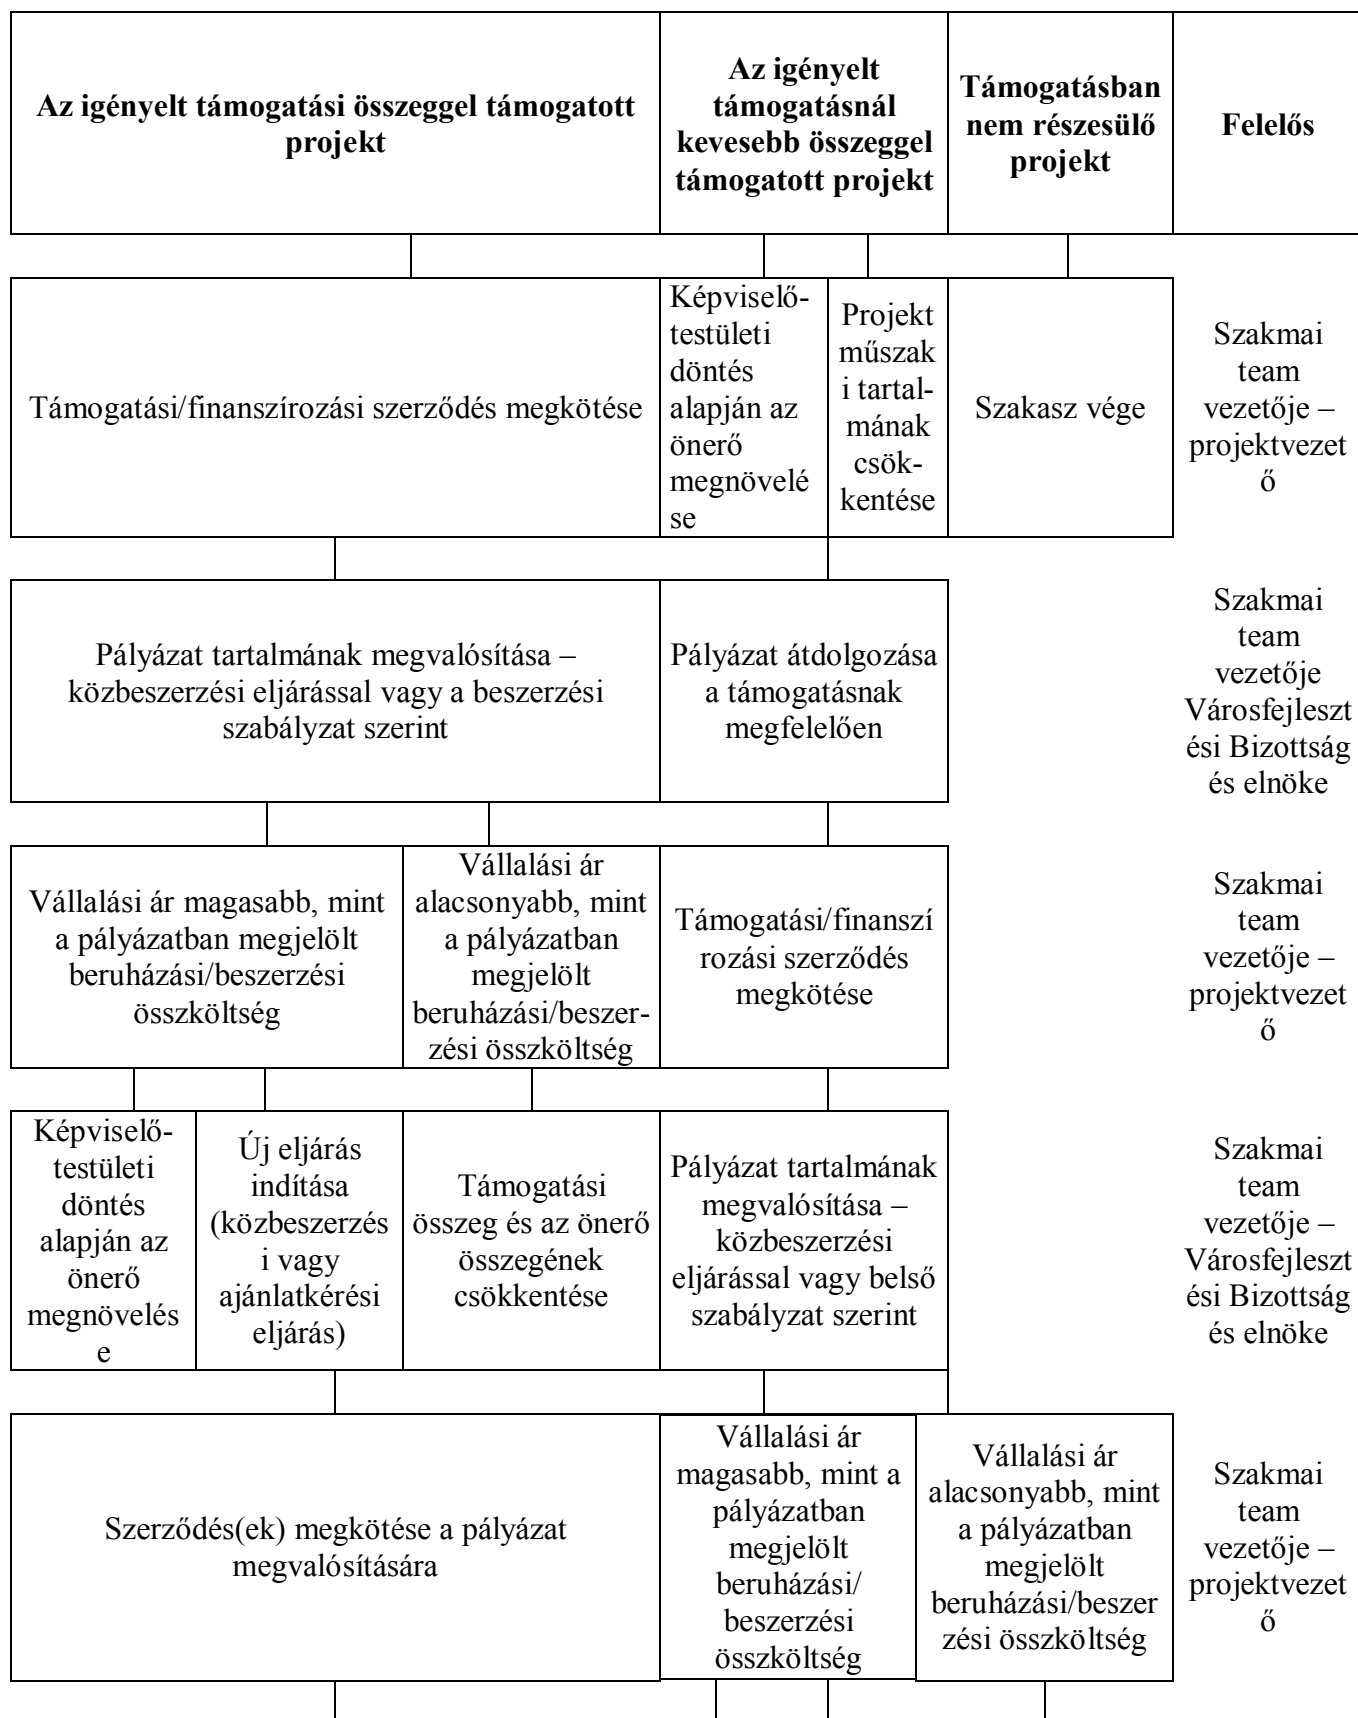 Az igényelt támogatási összeggel támogatott
projekt
Az igényelt
támogatásnál
kevesebb összeggel
támogatott projekt
Támogatásban
nem részesülő
projekt
Felelős
Támogatási/finanszírozási szerződés megkötése
Képviselő-
testületi
döntés
alapján az
önerő
megnövelé
se
Projekt
műszak
i tartal-
mának
csök-
kentése
Szakasz vége
Szakmai
team
vezetője –
projektvezet
ő
Pályázat tartalmának megvalósítása –
közbeszerzési eljárással vagy a beszerzési
szabályzat szerint
Pályázat átdolgozása
a támogatásnak
megfelelően
Szakmai
team
vezetője
Városfejleszt
ési Bizottság
és elnöke
Vállalási ár magasabb, mint
a pályázatban megjelölt
beruházási/beszerzési
összköltség
Vállalási ár
alacsonyabb, mint
a pályázatban
megjelölt
beruházási/beszer-
zési összköltség
Támogatási/finanszí
rozási szerződés
megkötése
Szakmai
team
vezetője –
projektvezet
ő
Képviselő-
testületi
döntés
alapján az
önerő
megnövelés
e
Új eljárás
indítása
(közbeszerzés
i vagy
ajánlatkérési
eljárás)
Támogatási
összeg és az önerő
összegének
csökkentése
Pályázat tartalmának
megvalósítása –
közbeszerzési
eljárással vagy belső
szabályzat szerint
Szakmai
team
vezetője –
Városfejleszt
ési Bizottság
és elnöke
Szerződés(ek) megkötése a pályázat
megvalósítására
Vállalási ár
magasabb, mint a
pályázatban
megjelölt
beruházási/
beszerzési
összköltség
Vállalási ár
alacsonyabb, mint
a pályázatban
megjelölt
beruházási/beszer
zési összköltség
Szakmai
team
vezetője –
projektvezet
ő